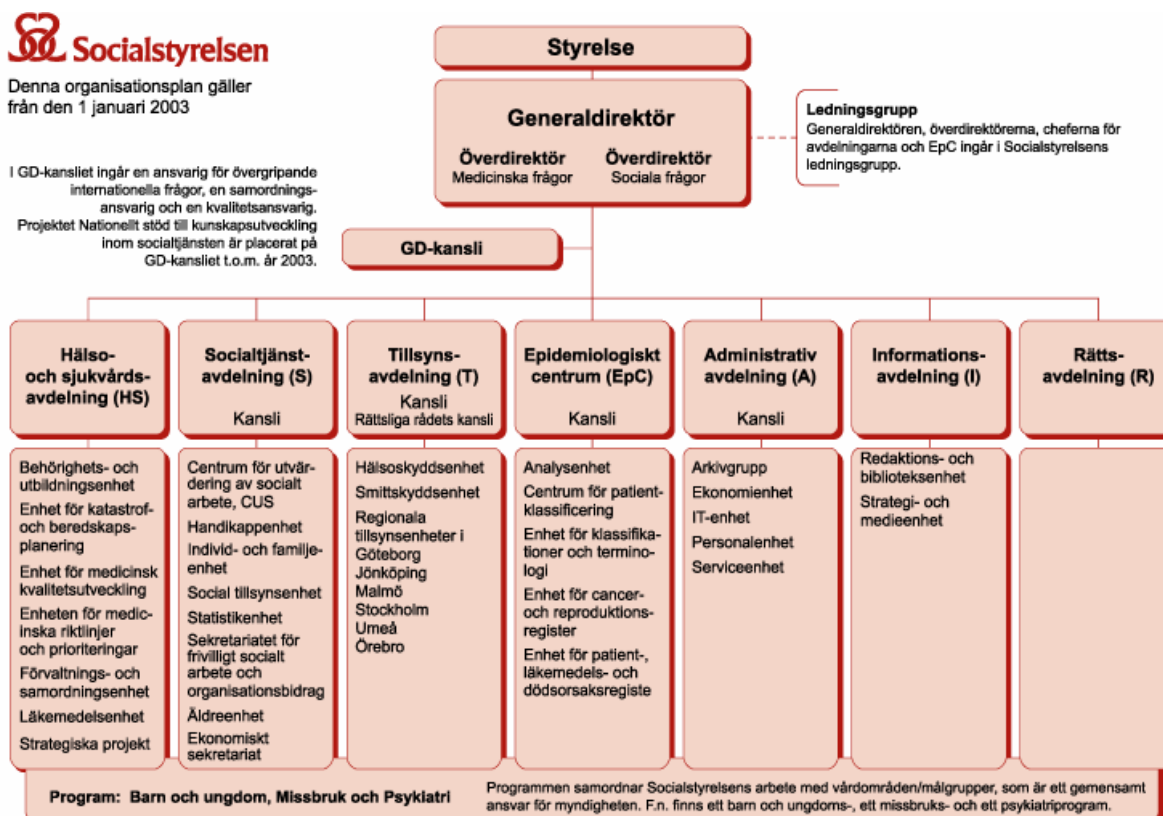 Socialstyrelsen
Denna organisationsplan gäller
från den 1 januari 2003
I GD-kansliet ingår en ansvarig för övergripande
internationella frågor, en samordnings-
ansvarig och en kvalitetsansvarig.
Projektet Nationellt stöd till kunskapsutveckling
inom socialtjänsten är placerat på
GD-kansliet t.o.m. år 2003.
Styrelse
Generaldirektör
Överdirektör
Medicinska frågor
Överdirektör
Sociala frågor
Ledningsgrupp
Generaldirektören, överdirektörerna, cheferna för
avdelningarna och EpC ingår i Socialstyrelsens
ledningsgrupp.
GD-kansli
Hälso-
och sjukvårds-
avdelning (HS)
Behörighets- och
utbildningsenhet
Enhet för katastrof-
och beredskaps-
planering
Enhet för medicinsk
kvalitetsutveckling
Enheten för medic-
inska riktlinjer
och prioriteringar
Förvaltnings- och
samordningsenhet
Läkemedelsenhet
Strategiska projekt
Socialtjänst-
avdelning (S)
Kansli
Centrum för utvär-
dering av socialt
arbete, CUS
Handikappenhet
Individ- och familje-
enhet
Social tillsynsenhet
Statistikenhet
Sekretariatet för
frivilligt socialt
arbete och
organisationsbidrag
Äldreenhet
Ekonomiskt
sekretariat
Tillsyns-
avdelning (T)
Kansli
Rättsliga rådets kansli
Hälsoskyddsenhet
Smittskyddsenhet
Regionala
tillsynsenheter i
Göteborg
Jönköping
Malmö
Stockholm
Umeå
Örebro
Epidemiologiskt
centrum (EpC)
Kansli
Analysenhet
Centrum för patient-
klassificering
Enhet för klassifika-
tioner och termino-
logi
Enhet för cancer-
och reproduktions-
register
Enhet för patient-,
läkemedels- och
dödsorsaksregiste
Administrativ
avdelning (A)
Kansli
Arkivgrupp
Ekonomienhet
IT-enhet
Personalenhet
Serviceenhet
Informations-
avdelning (I)
Redaktions- och
biblioteksenhet
Strategi- och
medieenhet
Rätts-
avdelning (R)
Program: Barn och ungdom, Missbruk och Psykiatri
Programmen samordnar Socialstyrelsens arbete med vårdområden/målgrupper, som är ett gemensamt
ansvar för myndigheten. F.n. finns ett barn och ungdoms-, ett missbruks- och ett psykiatriprogram.